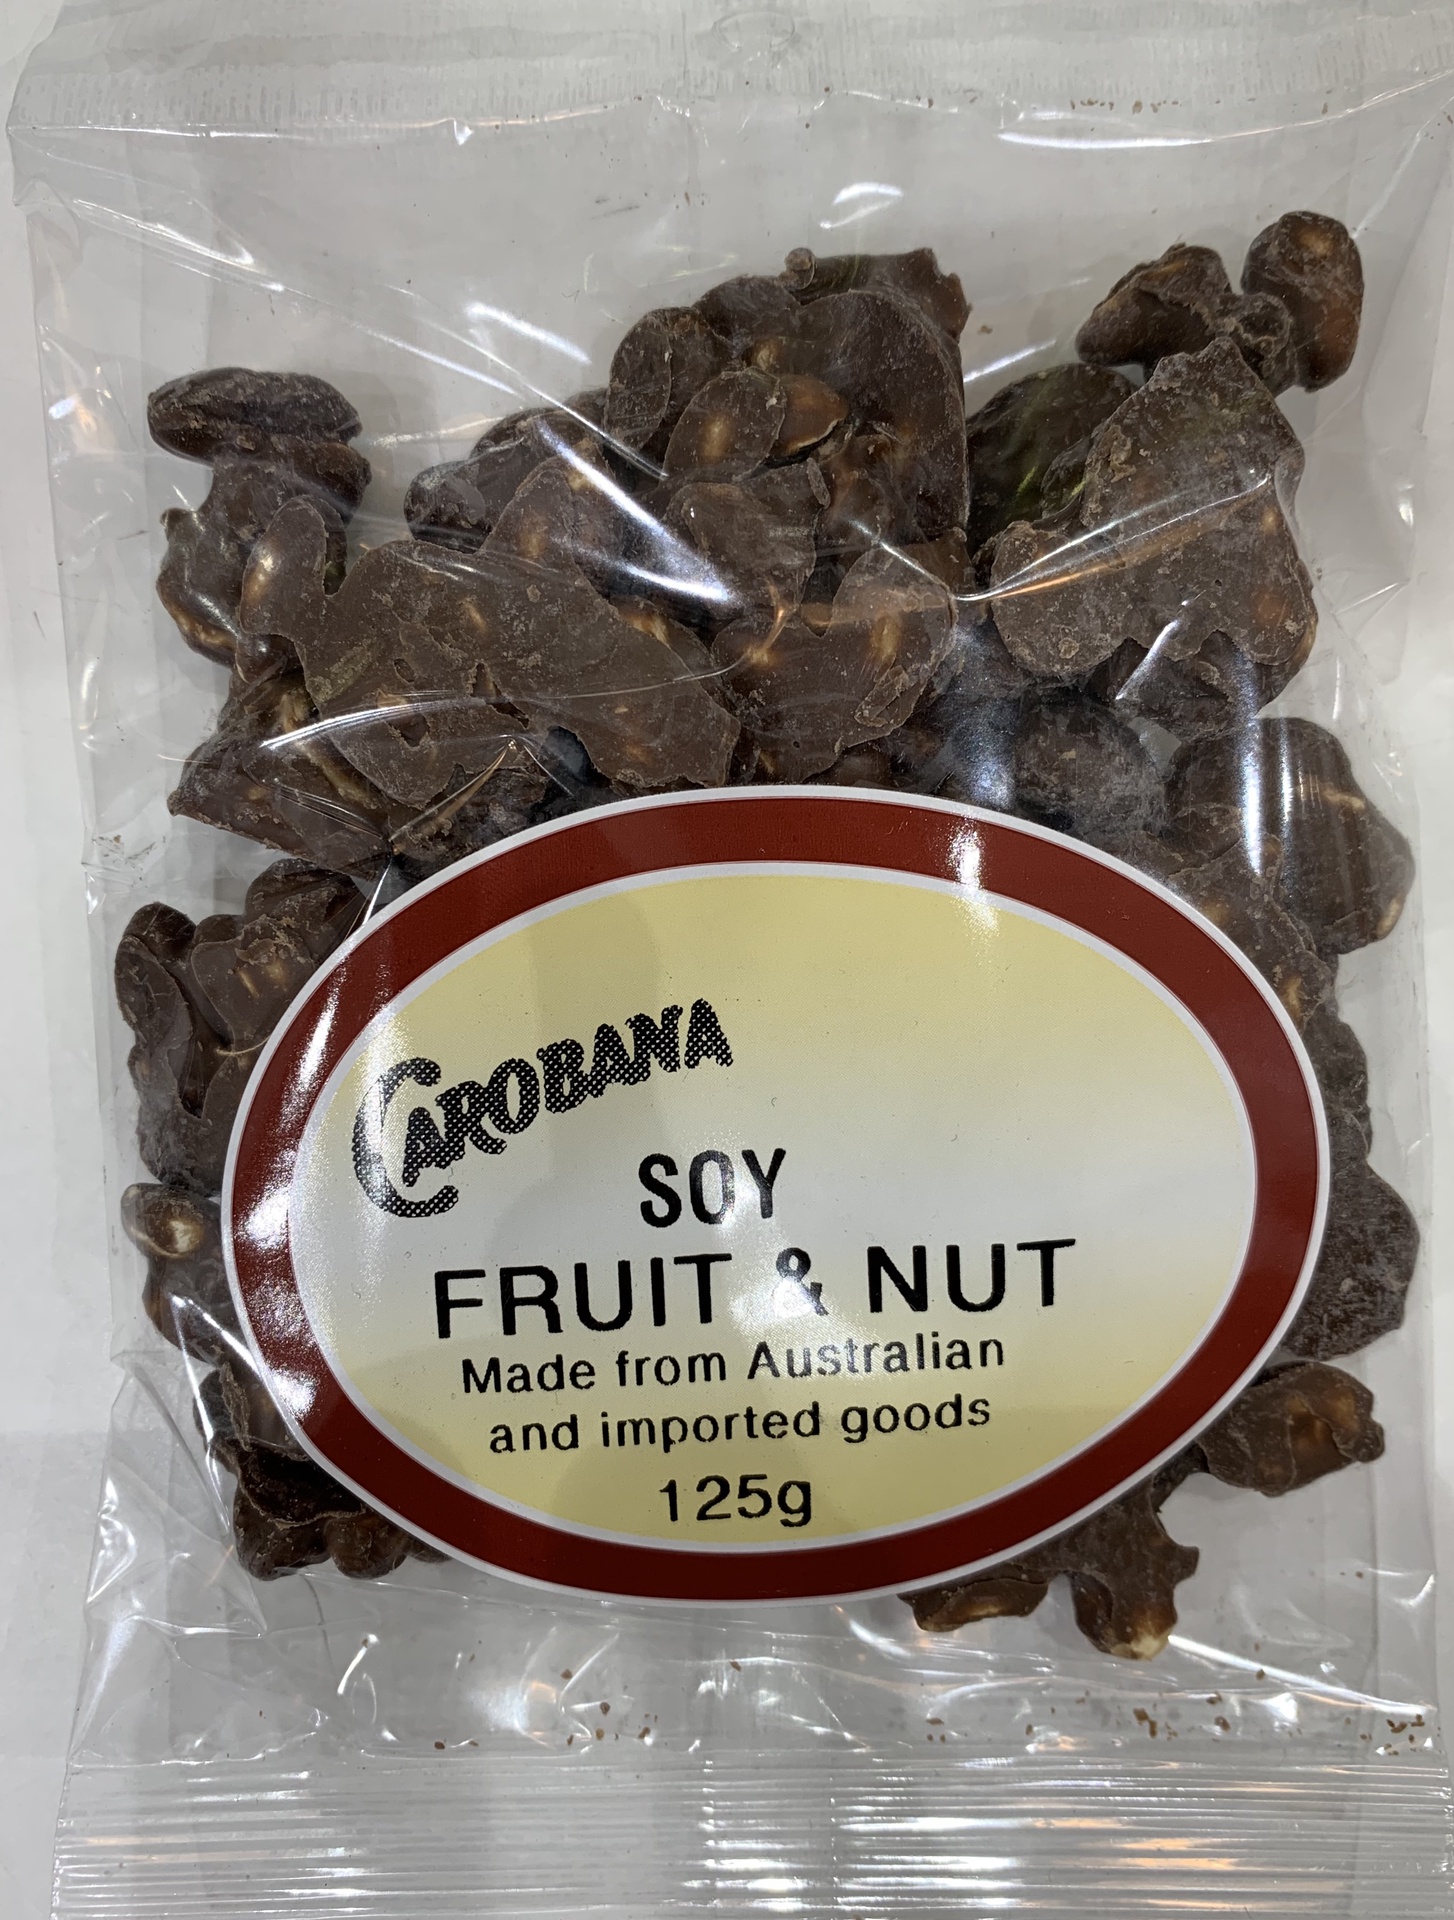 CAROBANA
SOY
FRUIT & NUT
Made from Australian
and imported goods
125g